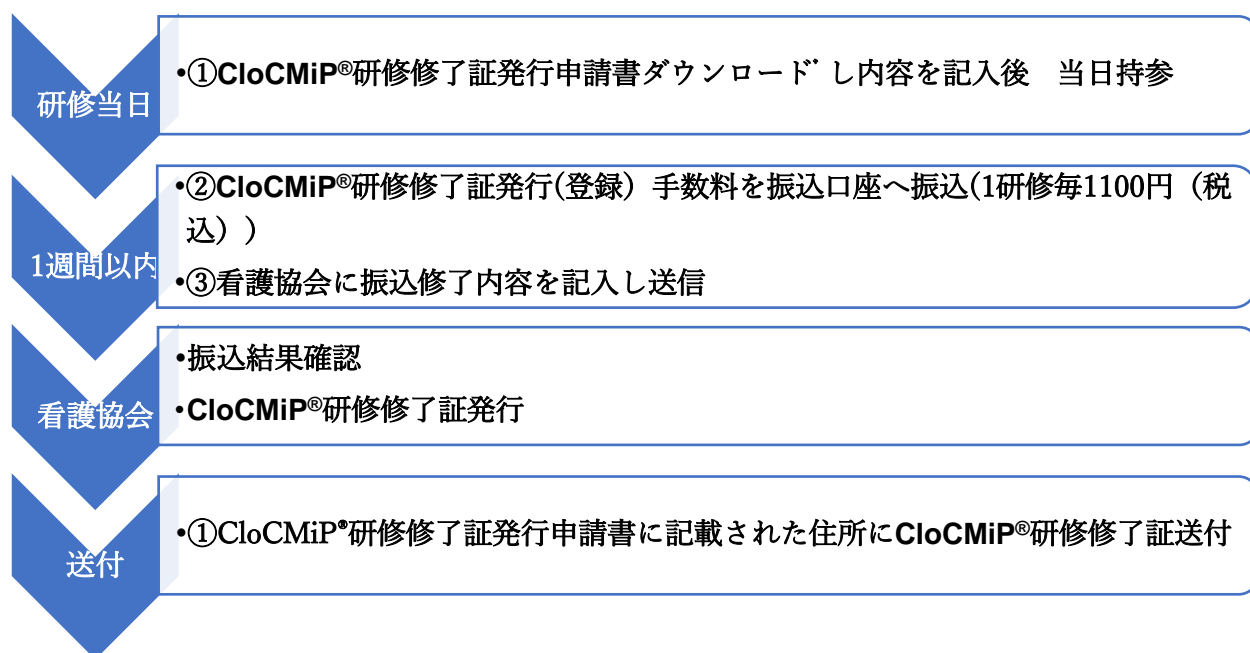 研修当日
•①CloCMiP®研修修了証発行申請書ダウンロード゛し内容を記入後　当日持参
1週間以内
•②CloCMiP®研修修了証発行(登録）手数料を振込口座へ振込(1研修毎1100円（税
込））
•③看護協会に振込修了内容を記入し送信
看護協会
•振込結果確認
•CloCMiP®研修修了証発行
送付
•①CloCMiP®研修修了証発行申請書に記載された住所にCloCMiP®研修修了証送付